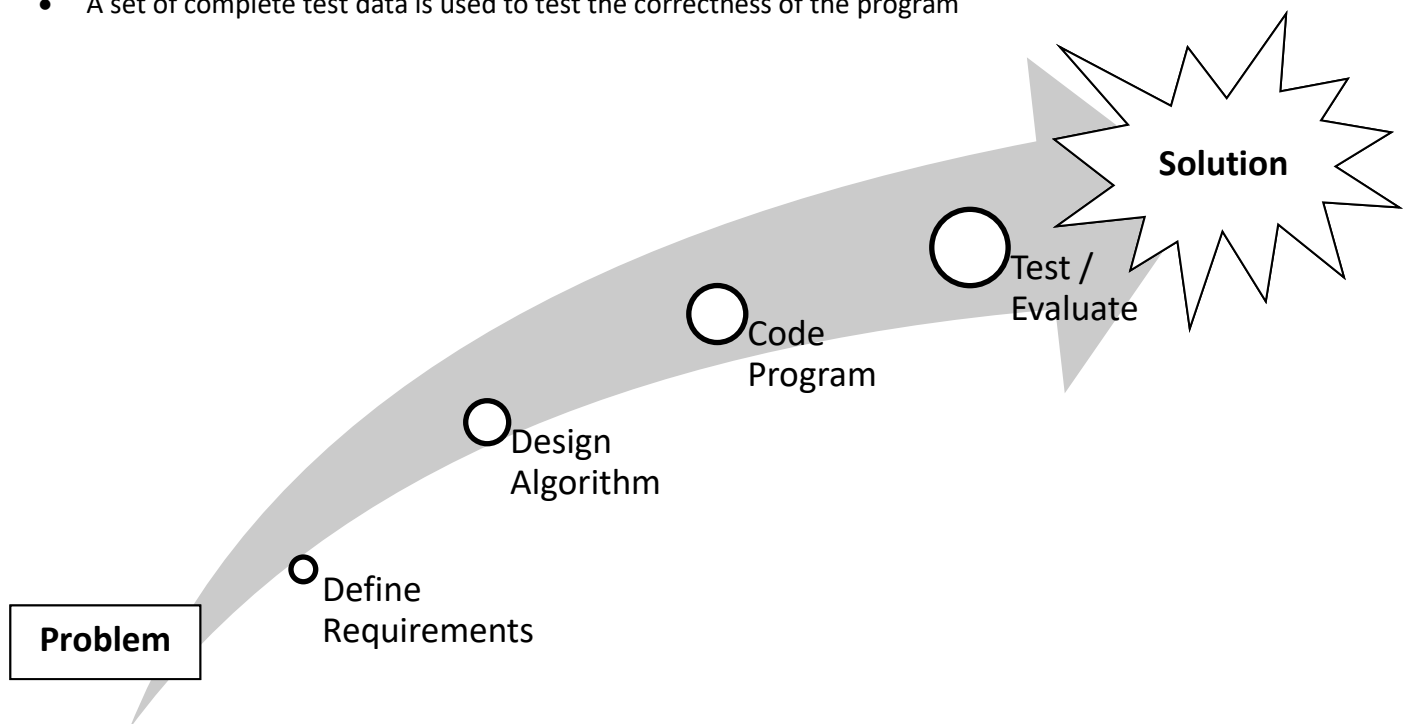 • A set of complete test data is used to test the correctness of the program
Solution
Test /
Evaluate
Code
Program
Design
Algorithm
Define
Requirements
Problem